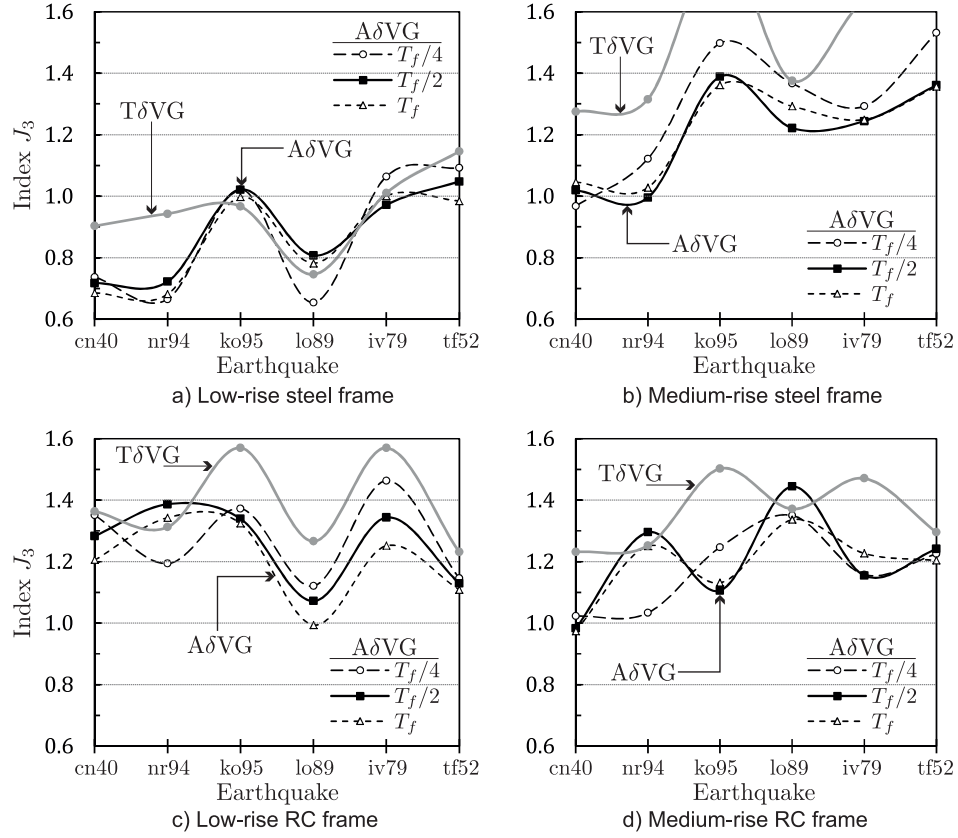 1.6
1.4
1.2
1.0
0.8
0.6
Index J3
AδVG
Tf/4
Tf/2
Tf
TδVG
AδVG
cn40 nr94 ko95 lo89 iv79 tf52
Earthquake
a) Low-rise steel frame
1.6
1.4
1.2
1.0
0.8
0.6
TδVG
AδVG
AδVG
Tf/4
Tf/2
Tf
cn40 nr94 ko95 lo89 iv79 tf52
Earthquake
b) Medium-rise steel frame
1.6
1.4
1.2
1.0
0.8
0.6
Index J3
TδVG
AδVG
AδVG
Tf/4
Tf/2
Tf
cn40 nr94 ko95 lo89 iv79 tf52
Earthquake
c) Low-rise RC frame
1.6
1.4
1.2
1.0
0.8
0.6
TδVG
AδVG
AδVG
Tf/4
Tf/2
Tf
cn40 nr94 ko95 lo89 iv79 tf52
Earthquake
d) Medium-rise RC frame